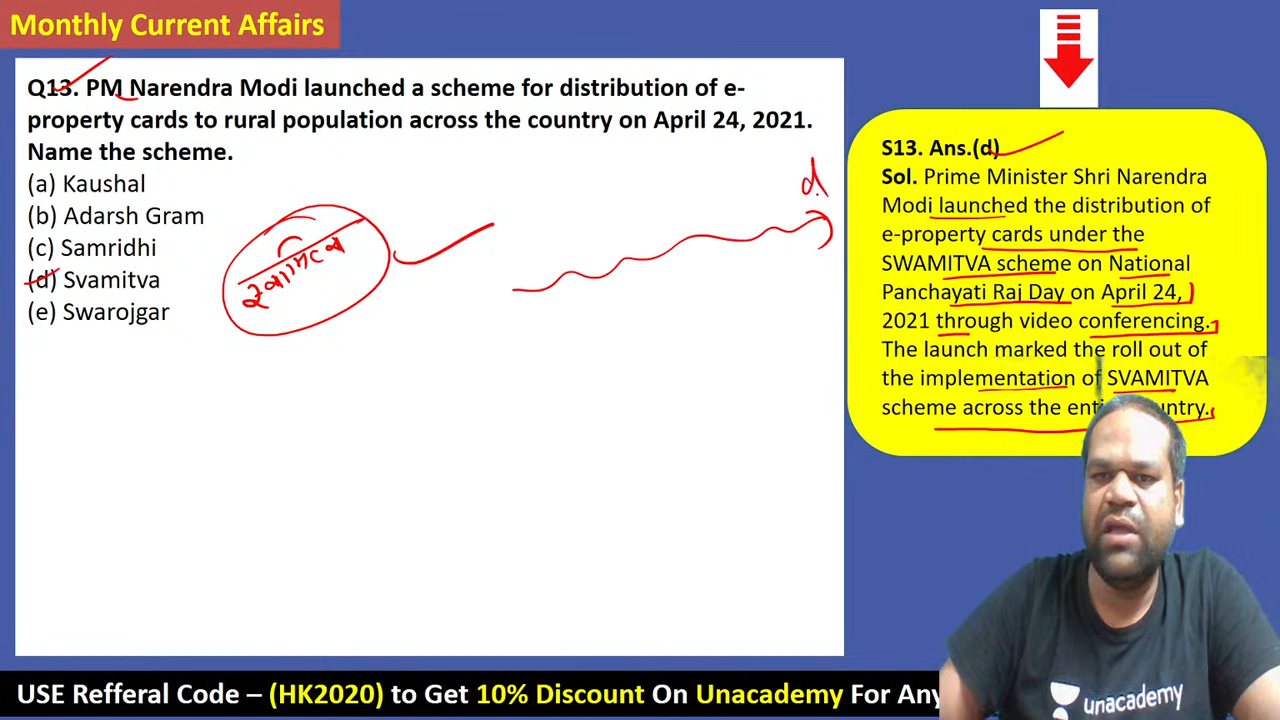 Monthly Current Affairs
Q13. PM Narendra Modi launched a scheme for distribution of e-
property cards to rural population across the country on April 24, 2021.
Name the scheme.
(a) Kaushal
(b) Adarsh Gram
(c) Samridhi
(d) Svamitva
(e) Swarojgar
d
S13. Ans.(d)
Sol. Prime Minister Shri Narendra
Modi launched the distribution of
e-property cards under the
SWAMITVA scheme on National
Panchayati Raj Day on April 24,
2021 through video conferencing.
The launch marked the roll out of
the implementation of SVAMITVA
scheme across the enti untry.
unacademy
USE Refferal Code – (HK2020) to Get 10% Discount On Unacademy For Any